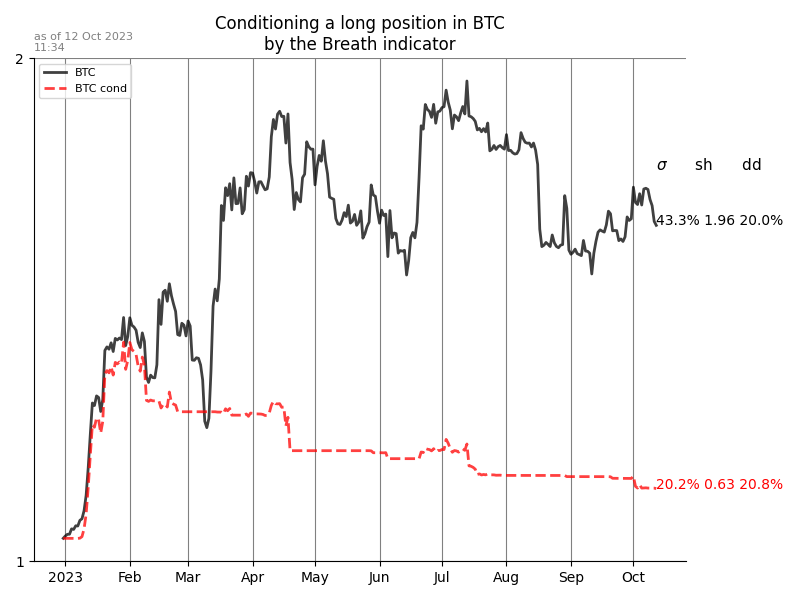 Conditioning a long position in BTC
by the Breath indicator
as of 12 Oct 2023
11:34
2
BTC
BTC cond
σ sh dd
43.3% 1.96 20.0%
20.2% 0.63 20.8%
1
2023 Feb Mar Apr May Jun Jul Aug Sep Oct